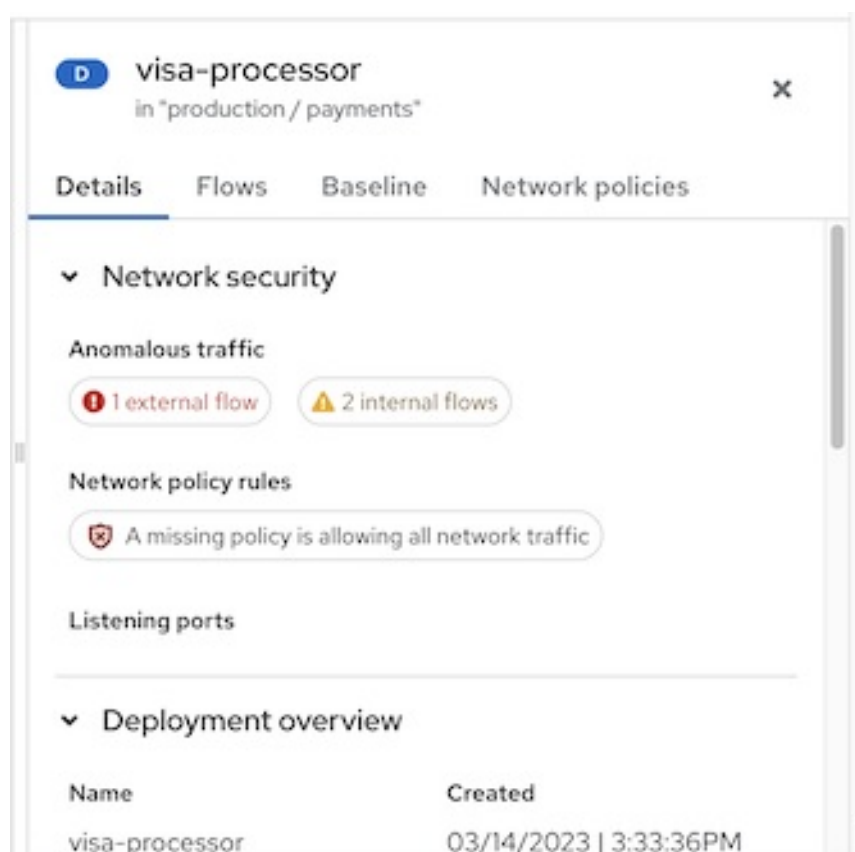 D visa-processor
in "production / payments"
Details Flows Baseline Network policies
Network security
Anomalous traffic
1 external flow 2 internal flows
Network policy rules
A missing policy is allowing all network traffic
Listening ports
Deployment overview
Name Created
visa-processor 03/14/2023 | 3:33:36PM